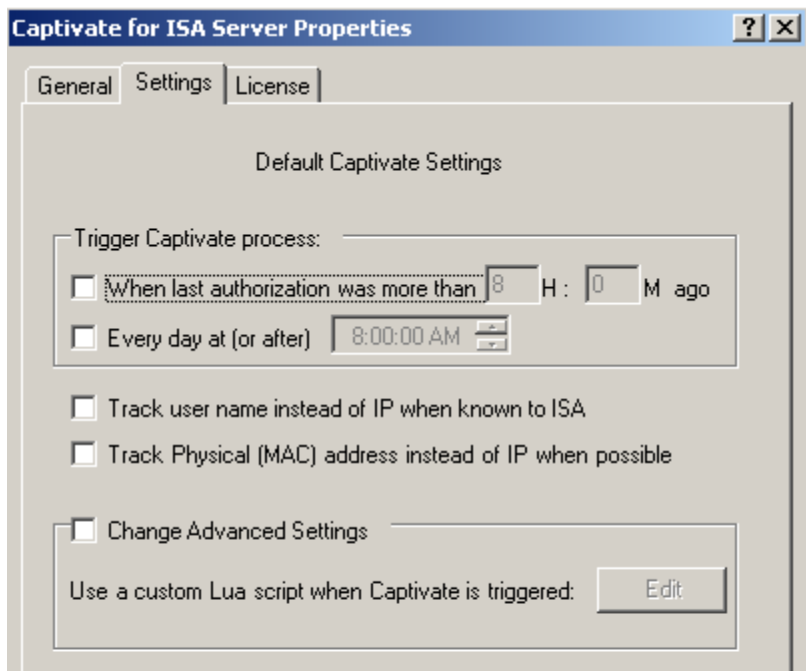 Captivate for ISA Server Properties
General Settings License
Default Captivate Settings
Trigger Captivate process:
When last authorization was more than 8 H : 0 M ago
Every day at (or after) 8:00:00 AM
Track user name instead of IP when known to ISA
Track Physical (MAC) address instead of IP when possible
Change Advanced Settings
Use a custom Lua script when Captivate is triggered: Edit